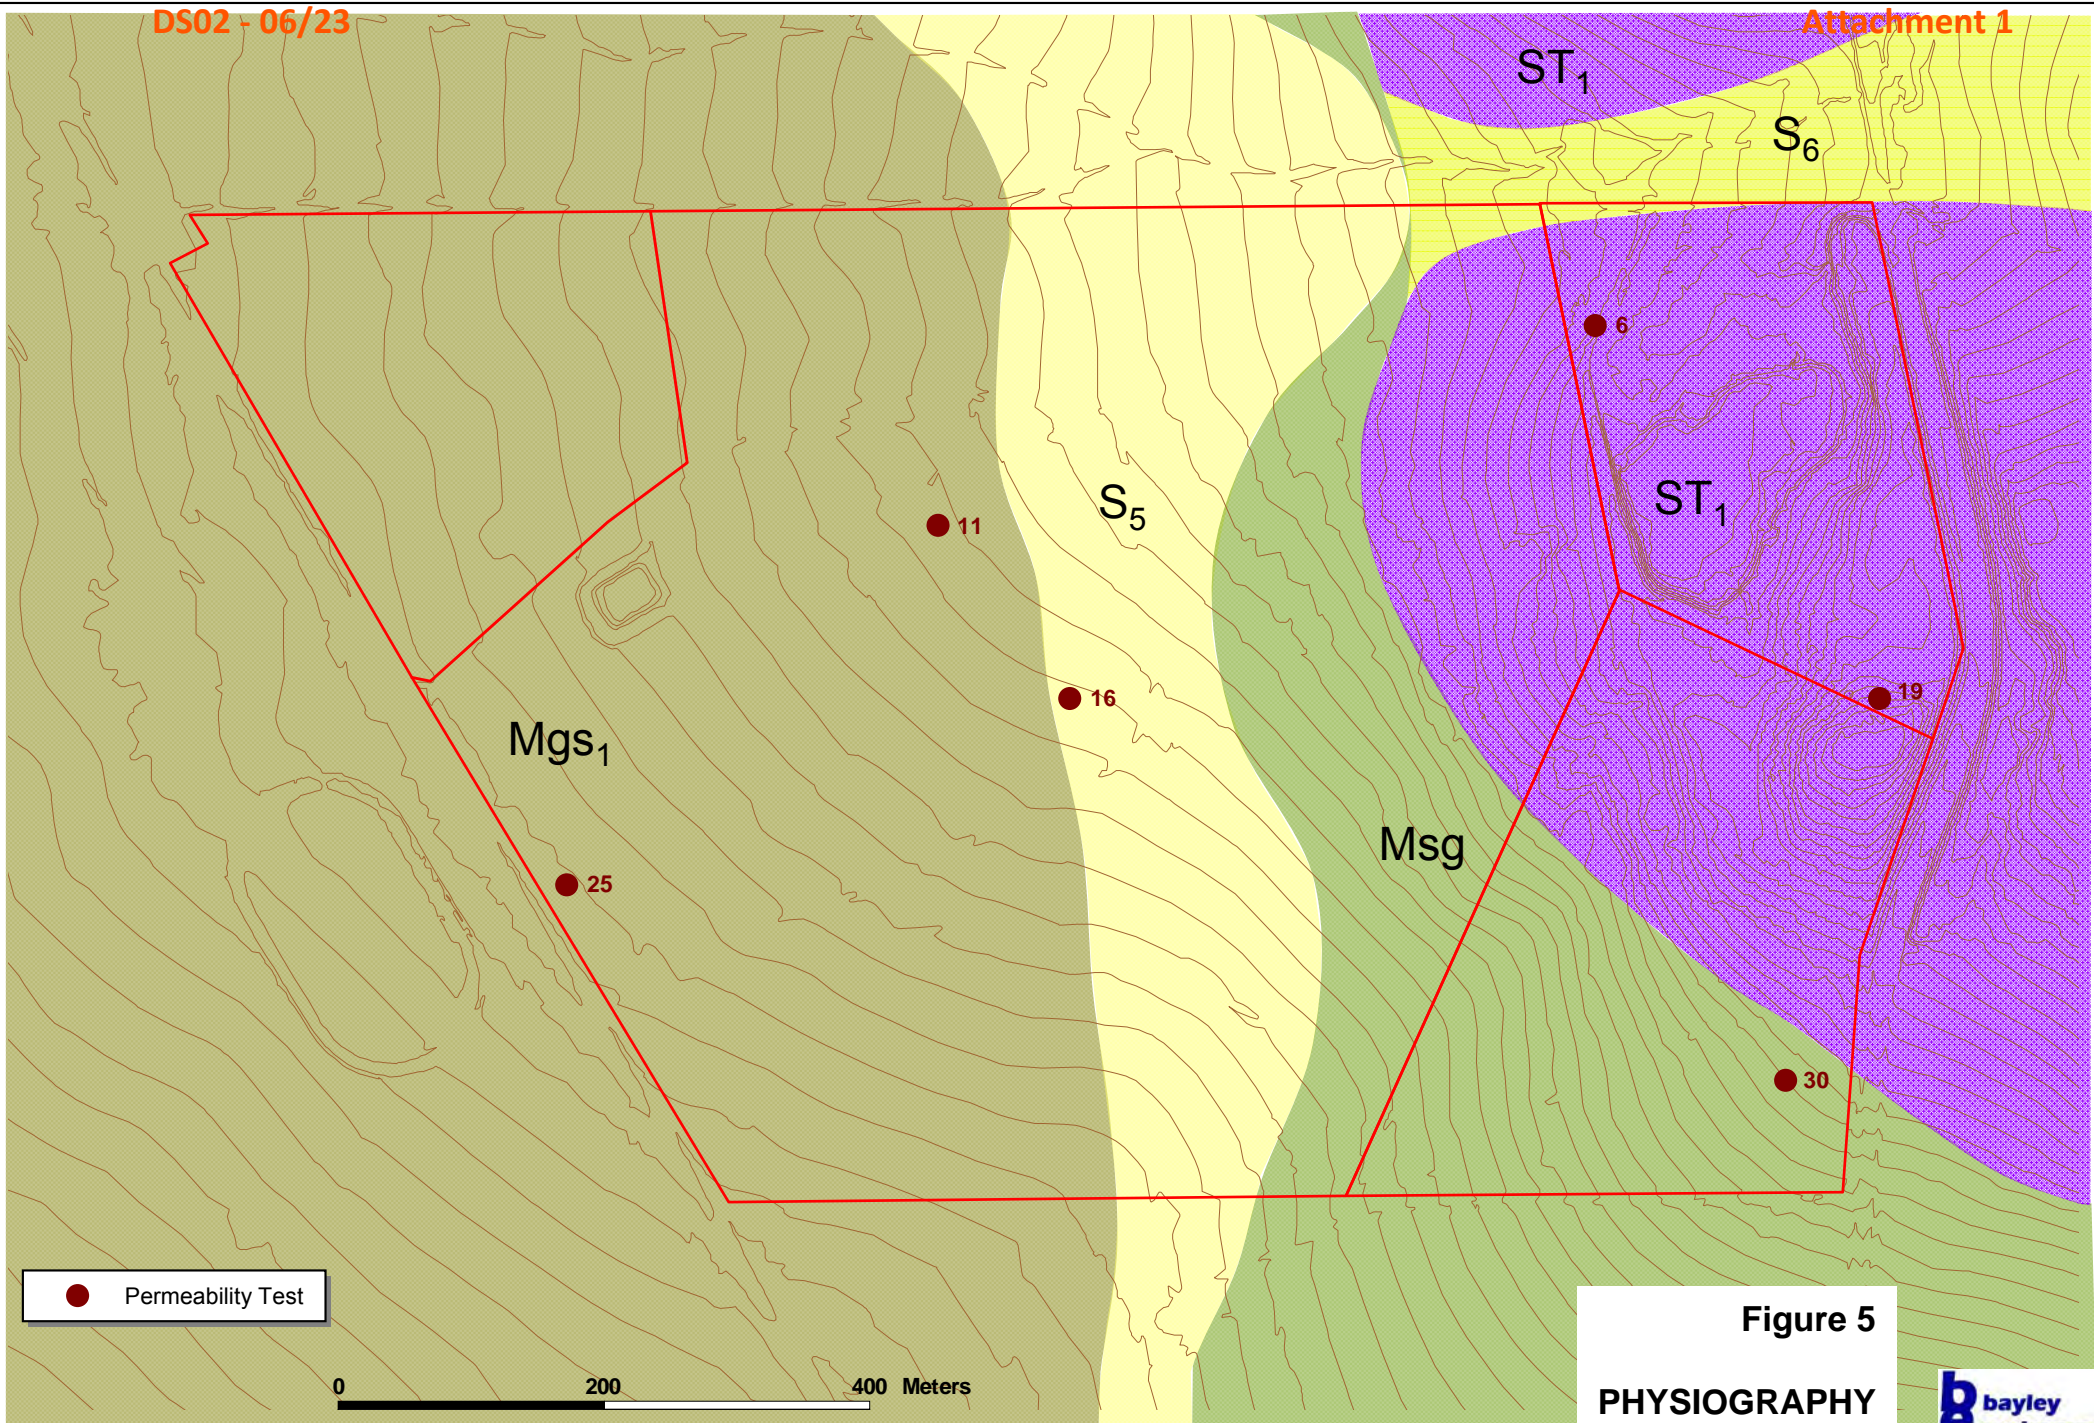 DS02 - 06/23
Attachment 1
ST1
S6
6
ST1
S5
11
16
19
Mgs1
Msg
25
30
Permeability Test
0 200 400 Meters
Figure 5
PHYSIOGRAPHY
bayley